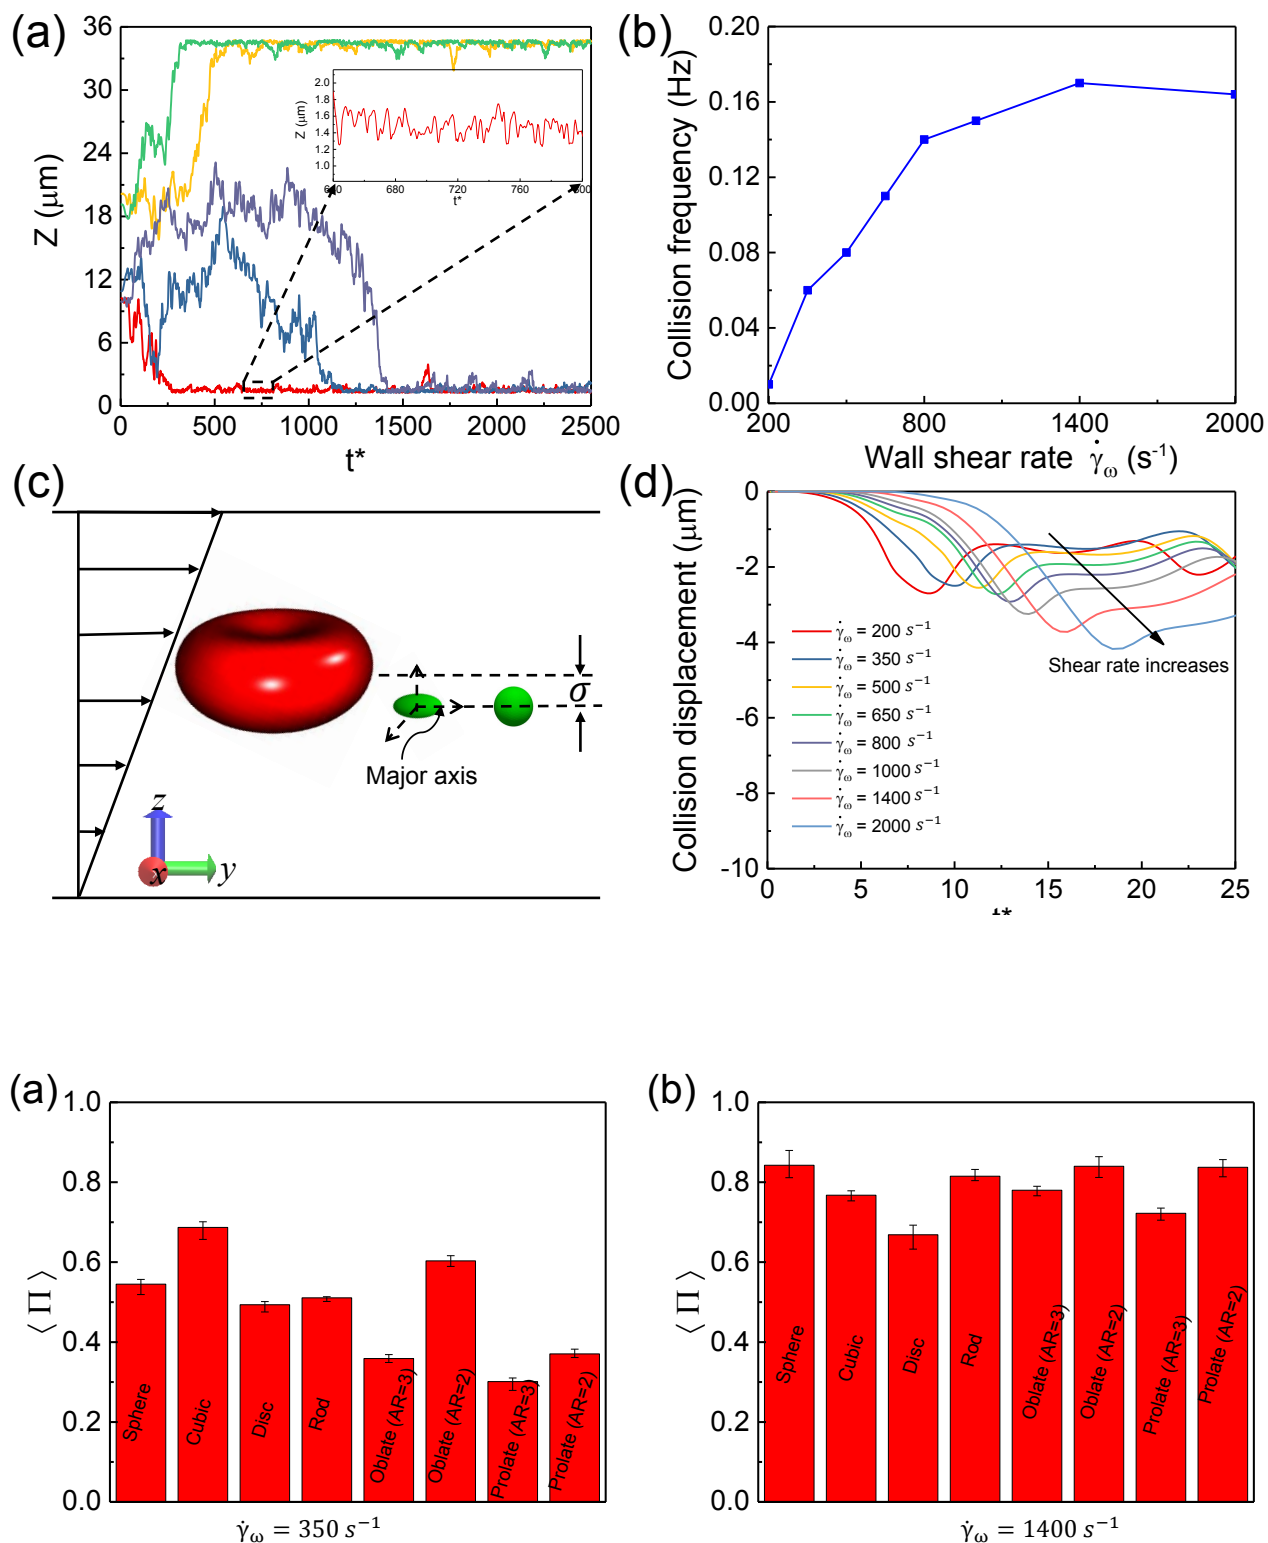 (a)
36
30
24
18
12
6
0
Z (μm)
0 500 1000 1500 2000 2500
t*
2.0
1.8
1.6
1.4
1.2
1.0
Z (μm)
680 720 760
t*
(b)
0.20
0.16
0.12
0.08
0.04
0.00
Collision frequency (Hz)
200 800 1400 2000
Wall shear rate γ̇ω (s-1)
(c)
σ
Major axis
z
x
y
(d)
0
-2
-4
-6
-8
-10
Collision displacement (μm)
γ̇ω = 200 s−1
γ̇ω = 350 s−1
γ̇ω = 500 s−1
γ̇ω = 650 s−1
γ̇ω = 800 s−1
γ̇ω = 1000 s−1
γ̇ω = 1400 s−1
γ̇ω = 2000 s−1
Shear rate increases
0 5 10 15 20 25
t*
(a)
1.0
0.8
0.6
0.4
0.2
0.0
⟨ Π ⟩
Sphere
Cubic
Disc
Rod
Oblate (AR=3)
Oblate (AR=2)
Prolate (AR=3)
Prolate (AR=2)
γ̇ω = 350 s−1
(b)
1.0
0.8
0.6
0.4
0.2
0.0
⟨ Π ⟩
Sphere
Cubic
Disc
Rod
Oblate (AR=3)
Oblate (AR=2)
Prolate (AR=3)
Prolate (AR=2)
γ̇ω = 1400 s−1